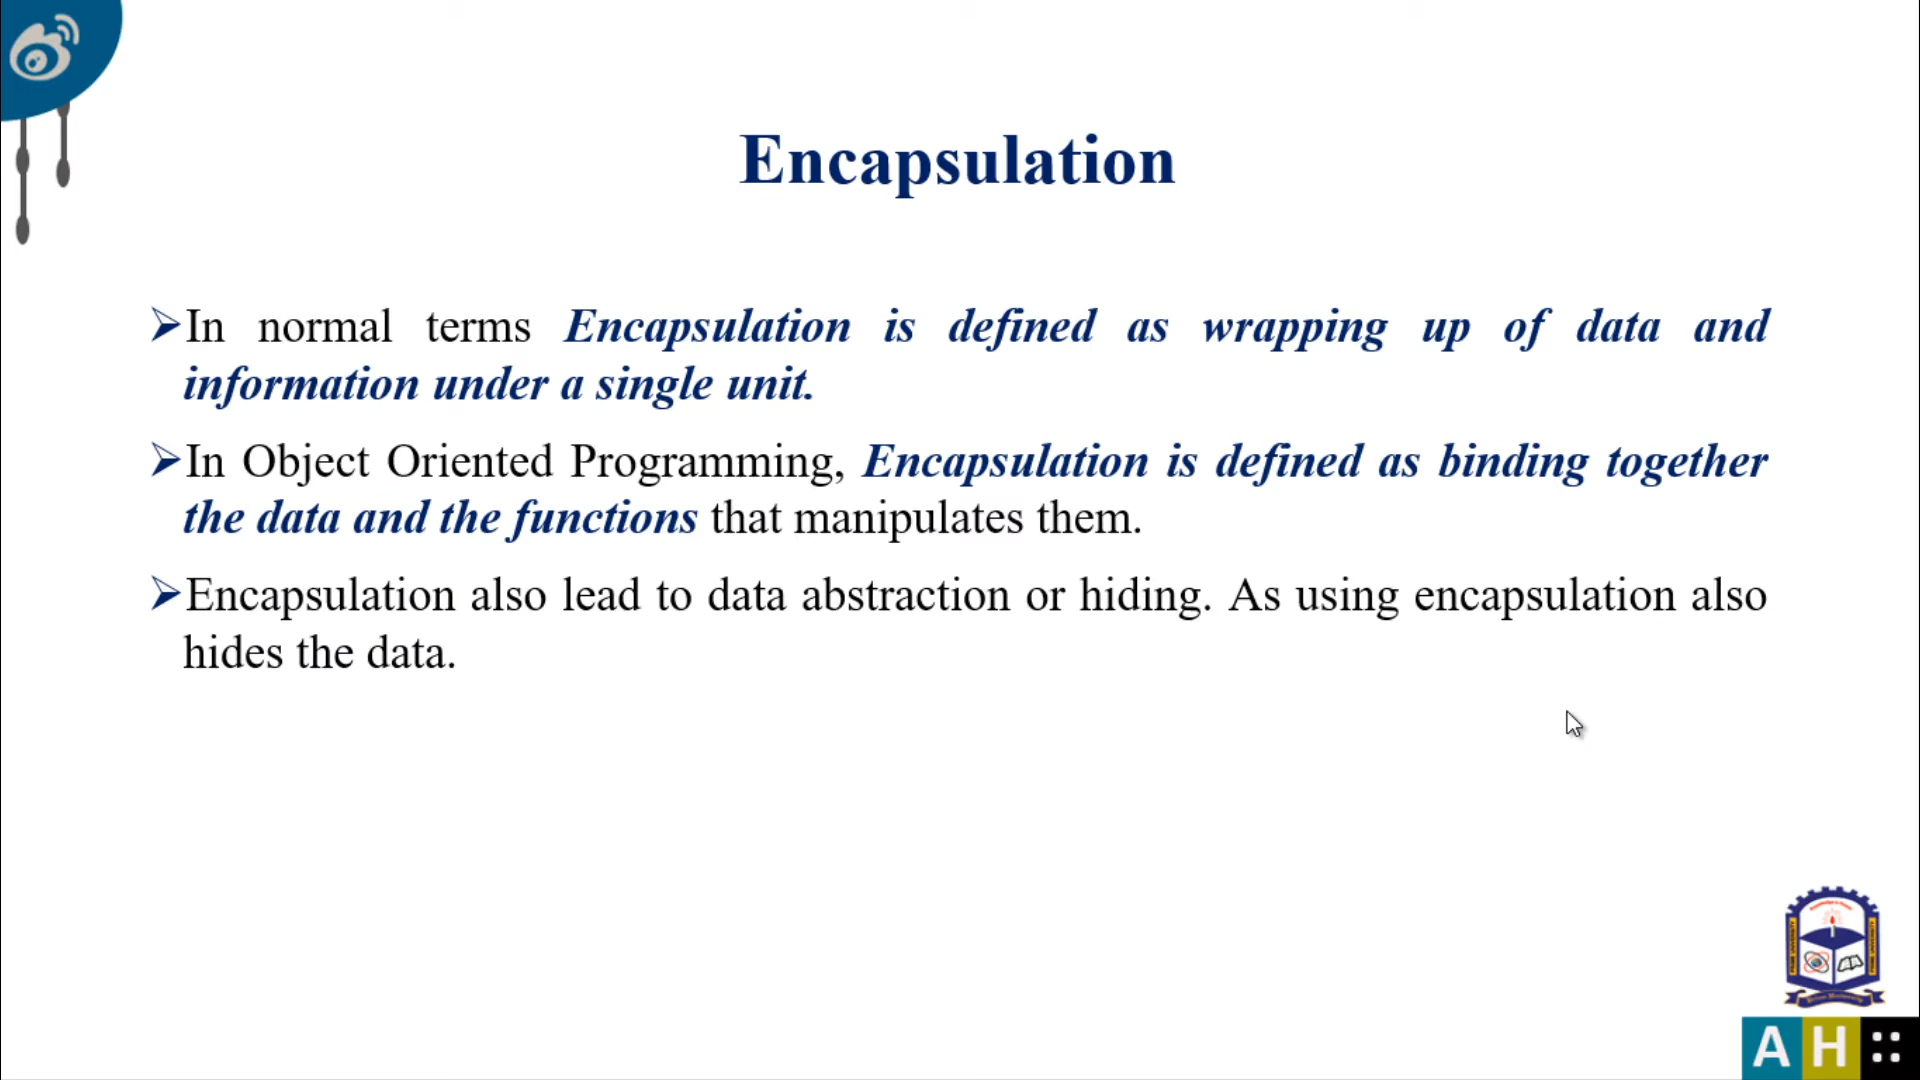 Encapsulation
➢In normal terms Encapsulation is defined as wrapping up of data and
information under a single unit.
➢In Object Oriented Programming, Encapsulation is defined as binding together
the data and the functions that manipulates them.
➢Encapsulation also lead to data abstraction or hiding. As using encapsulation also
hides the data.
AH::